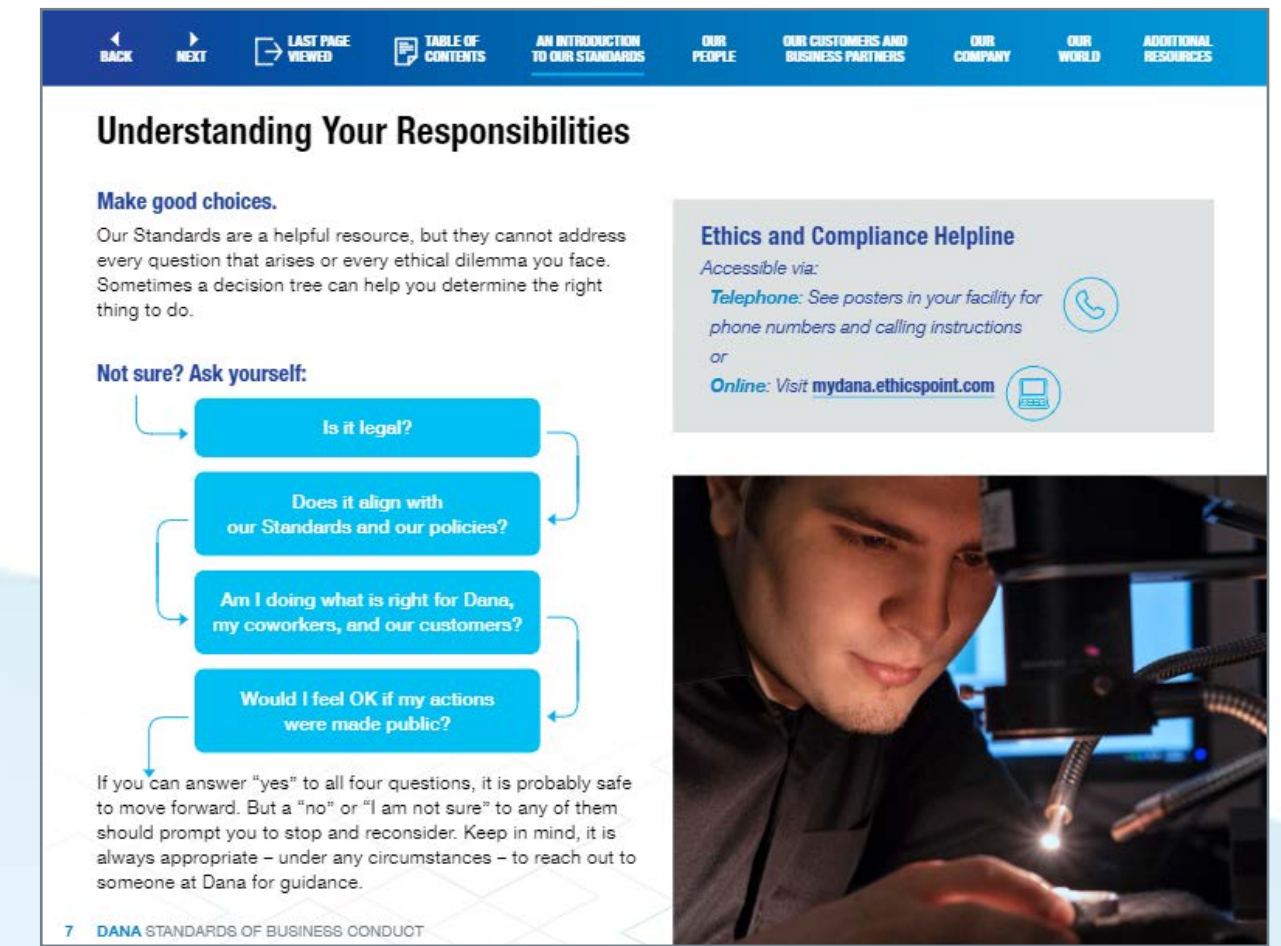 BACK
NEXT
LAST PAGE
VIEWED
TABLE OF
CONTENTS
AN INTRODUCTION
TO OUR STANDARDS
OUR
PEOPLE
OUR CUSTOMERS AND
BUSINESS PARTNERS
OUR
COMPANY
OUR
WORLD
ADDITIONAL
RESOURCES
Understanding Your Responsibilities
Make good choices.
Our Standards are a helpful resource, but they cannot address
every question that arises or every ethical dilemma you face.
Sometimes a decision tree can help you determine the right
thing to do.
Not sure? Ask yourself:
Is it legal?
Does it align with
our Standards and our policies?
Am I doing what is right for Dana,
my coworkers, and our customers?
Would I feel OK if my actions
were made public?
If you can answer “yes” to all four questions, it is probably safe
to move forward. But a “no” or “I am not sure” to any of them
should prompt you to stop and reconsider. Keep in mind, it is
always appropriate – under any circumstances – to reach out to
someone at Dana for guidance.
Ethics and Compliance Helpline
Accessible via:
Telephone: See posters in your facility for
phone numbers and calling instructions
or
Online: Visit mydana.ethicspoint.com
7 DANA STANDARDS OF BUSINESS CONDUCT